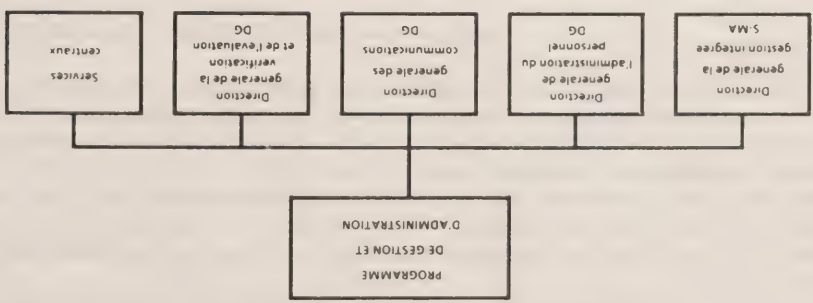 PROGRAMME
DE GESTION ET
D'ADMINISTRATION
Direction
generale de la
gestion integree
S-MA
Direction
generale de
l'administration du
personnel
DG
Direction
generale des
communications
DG
Direction
generale de la
verification
et de l'evaluation
DG
Services
centraux